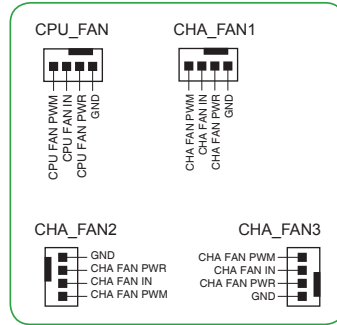 CPU_FAN
CPU FAN PWM
CPU FAN IN
CPU FAN PWR
GND
CHA_FAN1
CHA FAN PWM
CHA FAN IN
CHA FAN PWR
GND
CHA_FAN2
GND
CHA FAN PWR
CHA FAN IN
CHA FAN PWM
CHA_FAN3
CHA FAN PWM
CHA FAN IN
CHA FAN PWR
GND